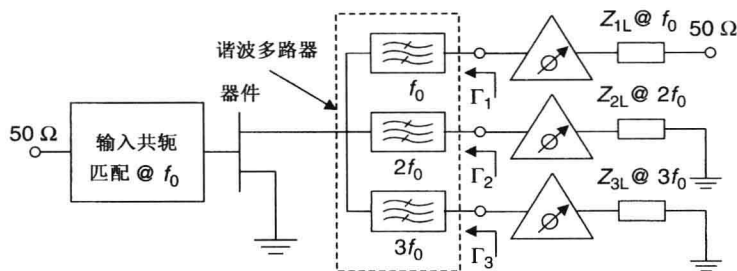 Z1L @ f0
50 Ω
谐波多路器
f0
Γ1
器件
Z2L @ 2f0
50 Ω
输入共轭
匹配 @ f0
2f0
Γ2
Z3L @ 3f0
3f0
Γ3